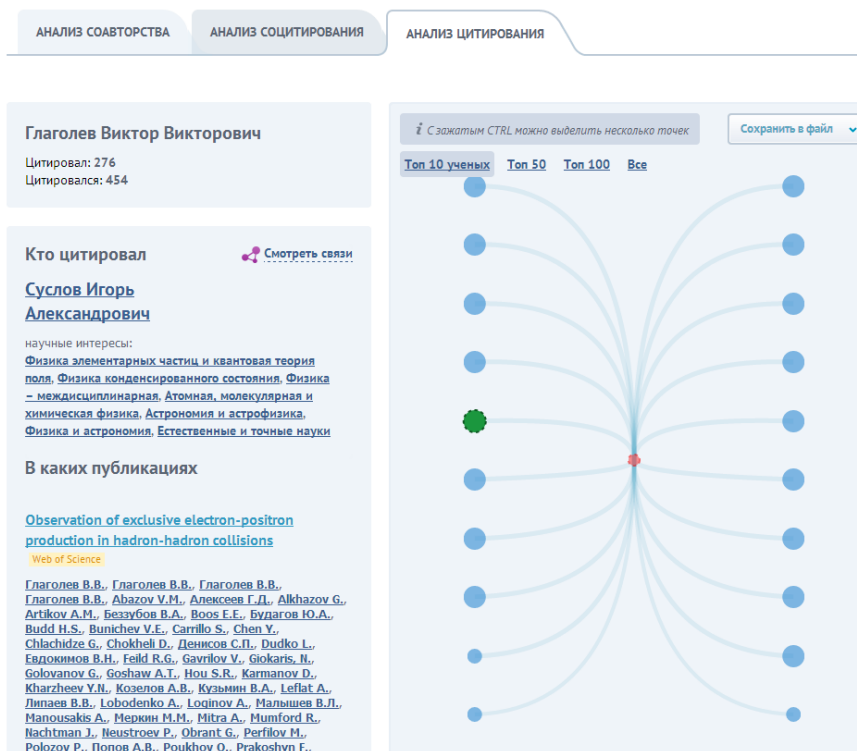 АНАЛИЗ СОАВТОРСТВА
АНАЛИЗ СОЦИТИРОВАНИЯ
АНАЛИЗ ЦИТИРОВАНИЯ
Глаголев Виктор Викторович
Цитировал: 276
Цитировался: 454
Кто цитировал
Смотреть связи
Суслов Игорь
Александрович
научные интересы:
Физика элементарных частиц и квантовая теория
поля, Физика конденсированного состояния, Физика
– междисциплинарная, Атомная, молекулярная и
химическая физика, Астрономия и астрофизика,
Физика и астрономия, Естественные и точные науки
В каких публикациях
Observation of exclusive electron-positron
production in hadron-hadron collisions
Web of Science
Глаголев В.В., Глаголев В.В., Глаголев В.В.,
Глаголев В.В., Abazov V.M., Алексеев Г.Д., Alkhazov G.,
Artikov A.M., Беззубов В.А., Boos E.E., Будагов Ю.А.,
Budd H.S., Bunichev V.E., Carrillo S., Chen Y.,
Chlachidze G., Chokheli D., Денисов С.П., Dudko L.,
Евдокимов В.Н., Feild R.G., Gavrilov V., Giokaris, N.,
Golovanov G., Goshaw A.T., Hou S.R., Karmanov D.,
Kharzheev Y.N., Козелов А.В., Кузьмин В.А., Leflat A.,
Липаев В.В., Lobodenko A., Loginov A., Малышев В.Л.,
Manousakis A., Меркин М.М., Mitra A., Mumford R.,
Nachtman J., Neustroev P., Obrant G., Perfilov M.,
Polozov P., Попов А.В., Poukhov O., Prokoshyn F.,
i С зажатым CTRL можно выделить несколько точек
Сохранить в файл
Топ 10 ученых Топ 50 Топ 100 Все